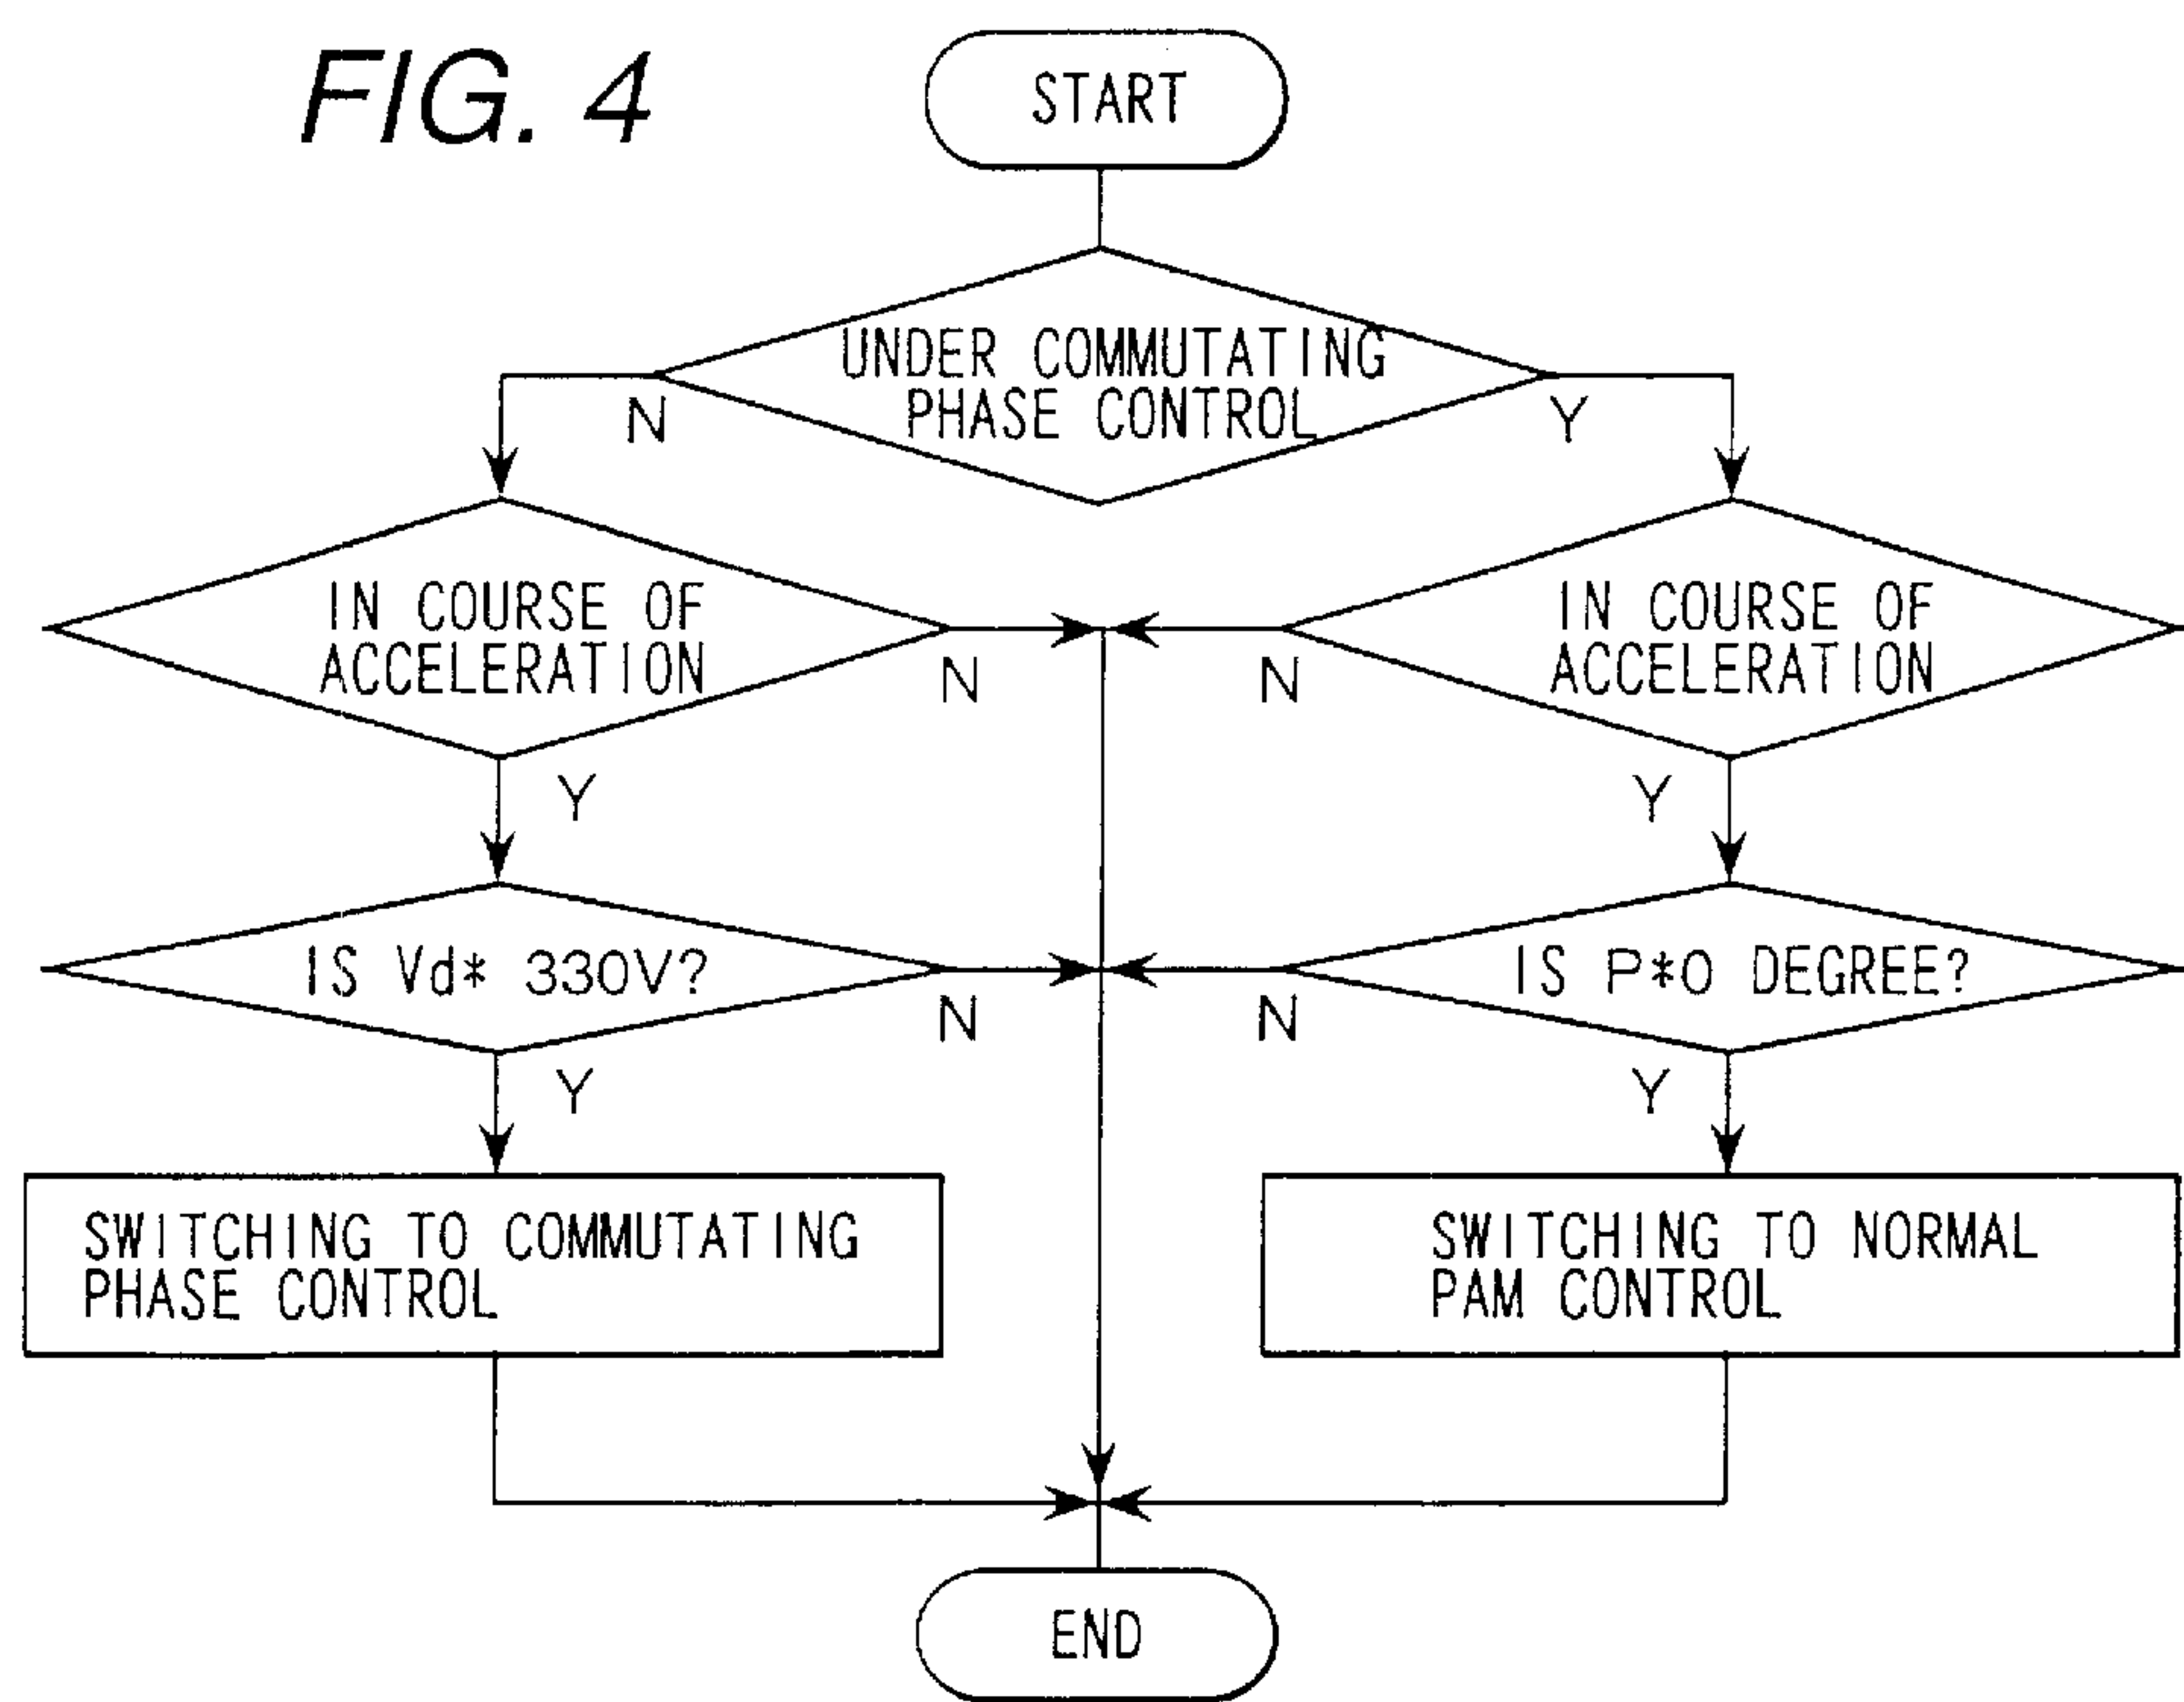 FIG. 4
START
UNDER COMMUTATING
PHASE CONTROL
N
Y
IN COURSE OF
ACCELERATION
IN COURSE OF
ACCELERATION
N
N
Y
Y
IS Vd* 330V?
IS P*0 DEGREE?
N
N
Y
Y
SWITCHING TO COMMUTATING
PHASE CONTROL
SWITCHING TO NORMAL
PAM CONTROL
END